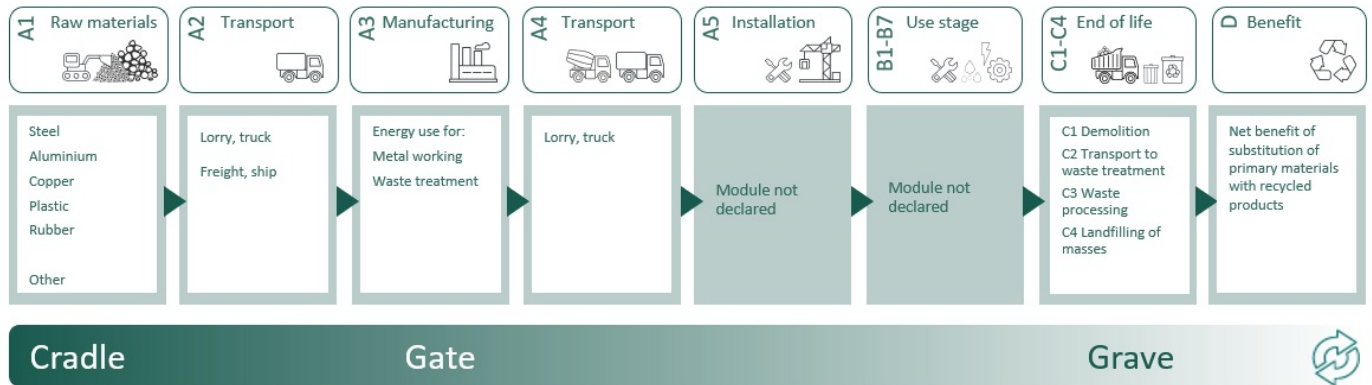 A1 Raw materials
A2 Transport
A3 Manufacturing
A4 Transport
A5 Installation
B1-B7 Use stage
C1-C4 End of life
D Benefit
Steel
Aluminium
Copper
Plastic
Rubber
Other
Lorry, truck
Freight, ship
Energy use for:
Metal working
Waste treatment
Lorry, truck
Module not
declared
Module not
declared
C1 Demolition
C2 Transport to
waste treatment
C3 Waste
processing
C4 Landfilling of
masses
Net benefit of
substitution of
primary materials
with recycled
products
Cradle
Gate
Grave